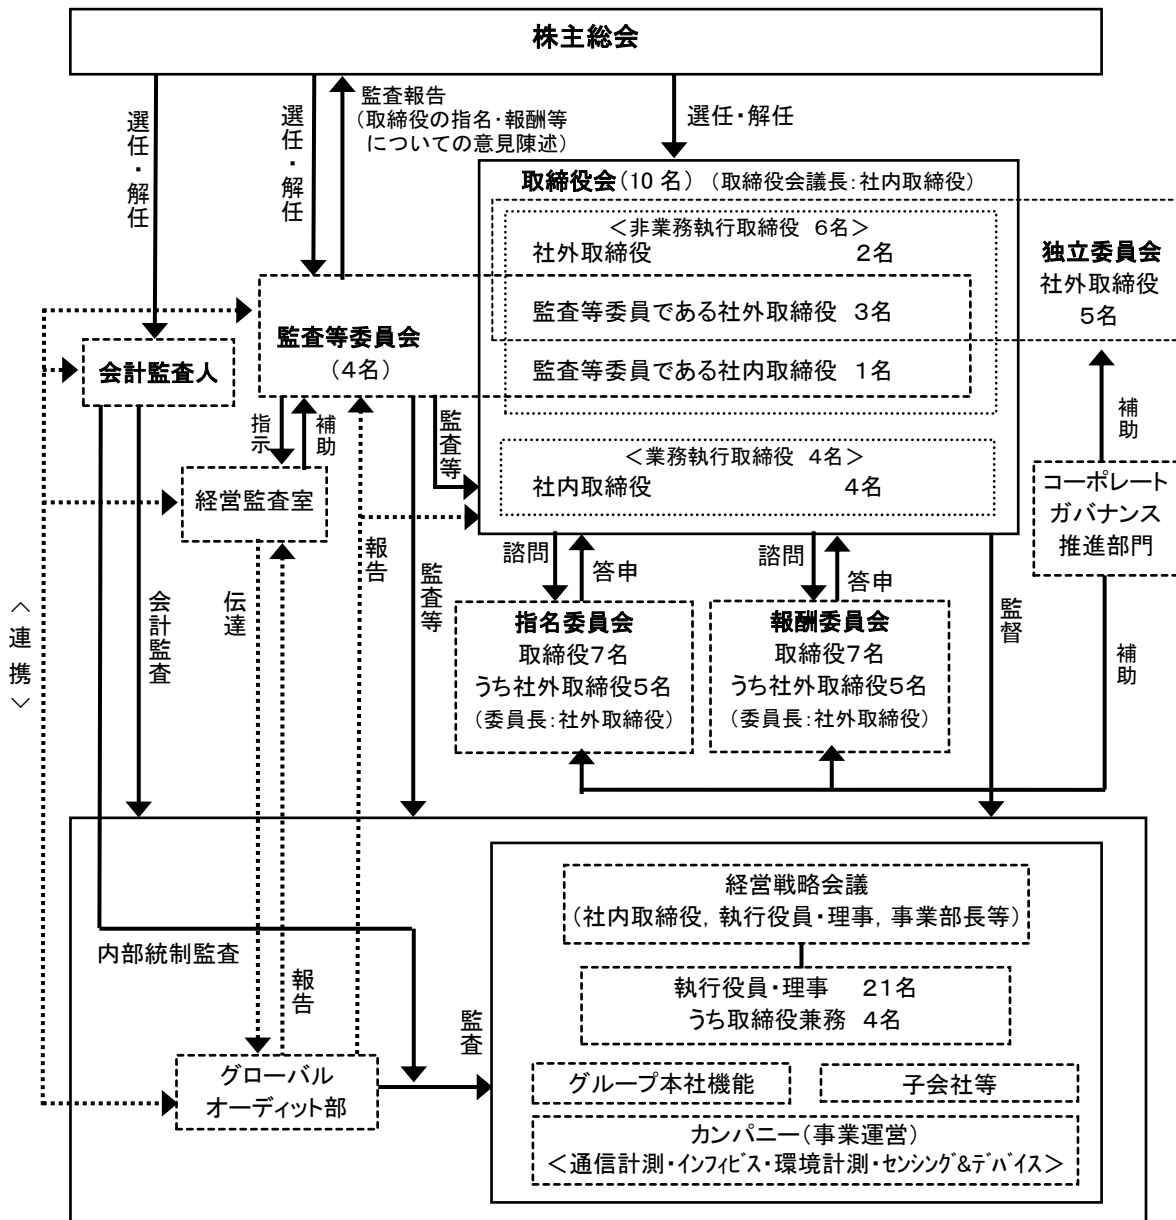 株主総会
選任・解任
選任・解任
監査報告
(取締役の指名・報酬等
についての意見陳述)
選任・解任
取締役会(10 名) (取締役会議長:社内取締役)
<非業務執行取締役 6名>
社外取締役 2名
監査等委員である社外取締役 3名
監査等委員である社内取締役 1名
<業務執行取締役 4名>
社内取締役 4名
独立委員会
社外取締役
5名
監査等委員会
(4名)
会計監査人
指示
補助
監査等
経営監査室
補助
コーポレート
ガバナンス
推進部門
諮問
答申
諮問
答申
指名委員会
取締役7名
うち社外取締役5名
(委員長:社外取締役)
報酬委員会
取締役7名
うち社外取締役5名
(委員長:社外取締役)
<連携>
会計監査
伝達
報告
監査等
監督
補助
経営戦略会議
(社内取締役, 執行役員・理事, 事業部長等)
執行役員・理事 21名
うち取締役兼務 4名
内部統制監査
報告
監査
グローバル
オーディット部
グループ本社機能
子会社等
カンパニー(事業運営)
<通信計測・インフィビス・環境計測・センシング&デバイス>